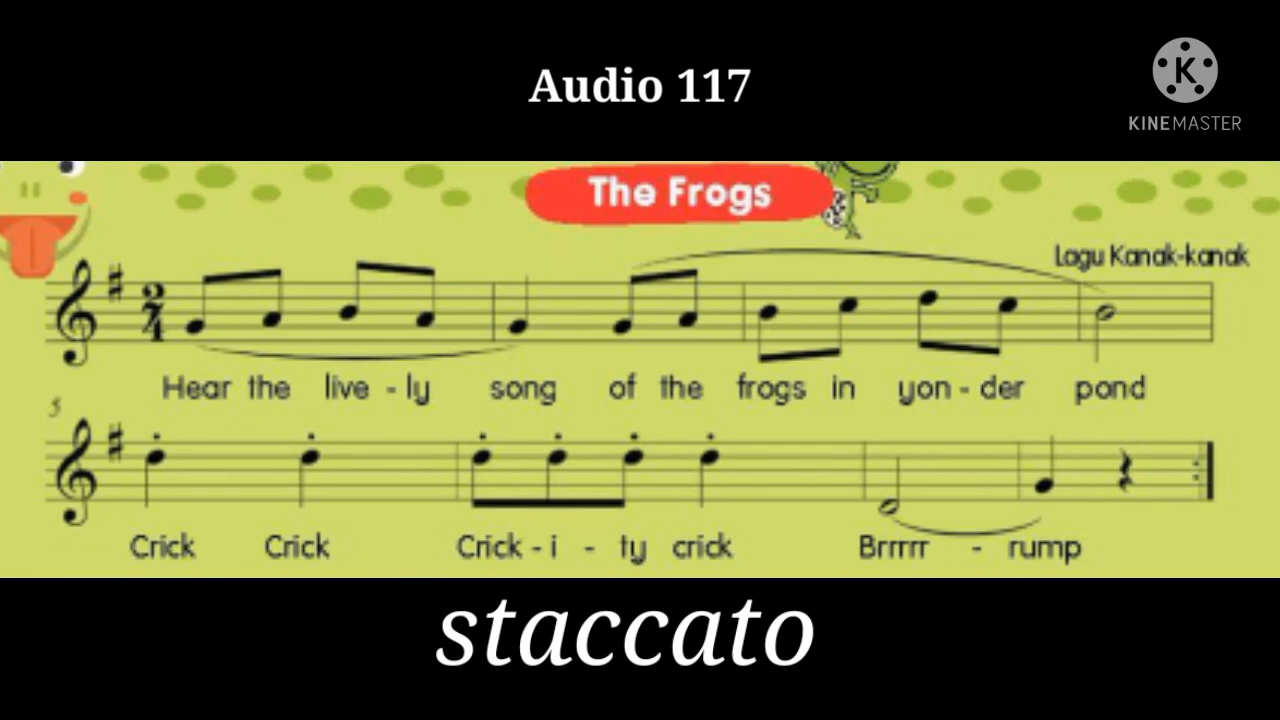 Audio 117
K
KINEMASTER
The Frogs
Lagu Kanak-kanak
2
4
Hear the live - ly song of the frogs in yon - der pond
5
Crick Crick Crick - i - ty crick Brrrrr - rump
staccato